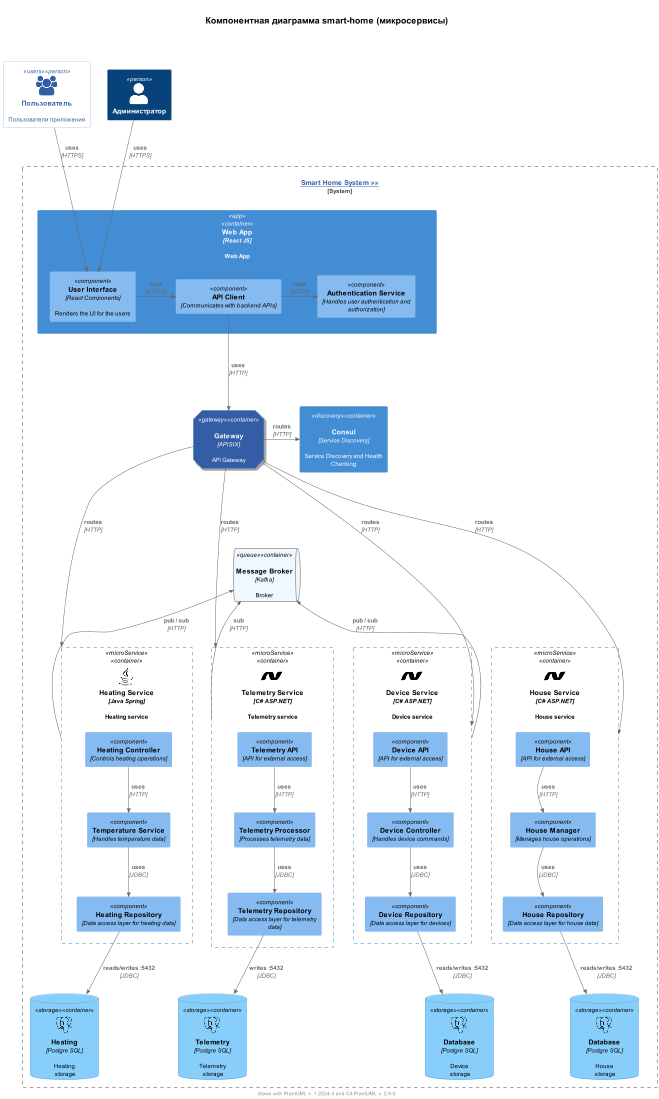 Компонентная диаграмма smart-home (микросервисы)
«users»«person»
Пользователь
Пользователи приложения
«person»
Администратор
uses
[HTTPS]
uses
[HTTPS]
Smart Home System »»
[System]
«app»
«container»
Web App
[React JS]
Web App
«component»
User Interface
[React Components]
Renders the UI for the users
uses
[HTTPS]
«component»
API Client
[Communicates with backend APIs]
uses
[HTTP]
«component»
Authentication Service
[Handles user authentication and
authorization]
uses
[HTTP]
«gateway»«container»
Gateway
[APISIX]
API Gateway
routes
[HTTP]
«discovery»«container»
Consul
[Service Discovery]
Service Discovery and Health
Checking
routes
[HTTP]
routes
[HTTP]
routes
[HTTP]
routes
[HTTP]
«queue»«container»
Message Broker
[Kafka]
Broker
pub / sub
[HTTP]
sub
[HTTP]
pub / sub
[HTTP]
«microService»
«container»
Heating Service
[Java Spring]
Heating service
«component»
Heating Controller
[Controls heating operations]
uses
[HTTP]
«component»
Temperature Service
[Handles temperature data]
uses
[JDBC]
«component»
Heating Repository
[Data access layer for heating data]
«microService»
«container»
Telemetry Service
[C# ASP.NET]
Telemetry service
«component»
Telemetry API
[API for external access]
uses
[HTTP]
«component»
Telemetry Processor
[Processes telemetry data]
uses
[JDBC]
«component»
Telemetry Repository
[Data access layer for telemetry
data]
«microService»
«container»
Device Service
[C# ASP.NET]
Device service
«component»
Device API
[API for external access]
uses
[HTTP]
«component»
Device Controller
[Handles device commands]
uses
[JDBC]
«component»
Device Repository
[Data access layer for devices]
«microService»
«container»
House Service
[C# ASP.NET]
House service
«component»
House API
[API for external access]
uses
[HTTP]
«component»
House Manager
[Manages house operations]
uses
[JDBC]
«component»
House Repository
[Data access layer for house data]
reads/writes :5432
[JDBC]
writes :5432
[JDBC]
reads/writes :5432
[JDBC]
reads/writes :5432
[JDBC]
«storage»«container»
Heating
[Postgre SQL]
Heating
storage
«storage»«container»
Telemetry
[Postgre SQL]
Telemetry
storage
«storage»«container»
Database
[Postgre SQL]
Device
storage
«storage»«container»
Database
[Postgre SQL]
House
storage
drawn with PlantUML v. 1.2024.4 and C4-PlantUML v. 2.9.0